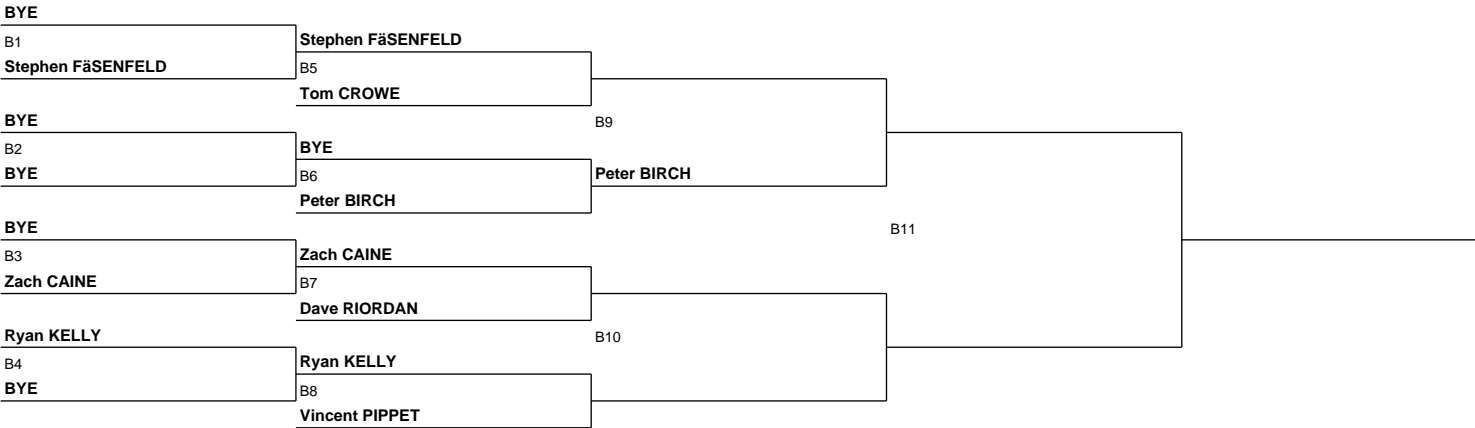 BYE
B1
Stephen FäSENFELD
BYE
B2
BYE
BYE
B3
Zach CAINE
Ryan KELLY
B4
BYE
Stephen FäSENFELD
B5
Tom CROWE
BYE
B6
Peter BIRCH
Zach CAINE
B7
Dave RIORDAN
Ryan KELLY
B8
Vincent PIPPET
B9
Peter BIRCH
B10
B11